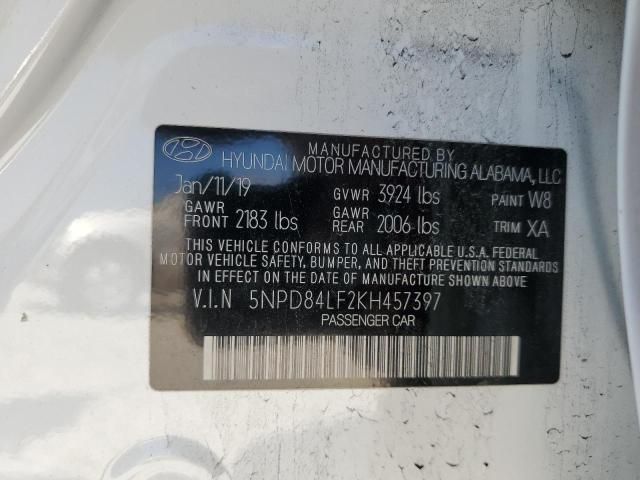 MANUFACTURED BY
HYUNDAI MOTOR MANUFACTURING ALABAMA, LLC
Jan/11/19 GVWR 3924 lbs PAINT W8
GAWR FRONT 2183 lbs GAWR REAR 2006 lbs TRIM XA
THIS VEHICLE CONFORMS TO ALL APPLICABLE U.S.A. FEDERAL
MOTOR VEHICLE SAFETY, BUMPER, AND THEFT PREVENTION STANDARDS
IN EFFECT ON THE DATE OF MANUFACTURE SHOWN ABOVE
V.I.N 5NPD84LF2KH457397
PASSENGER CAR